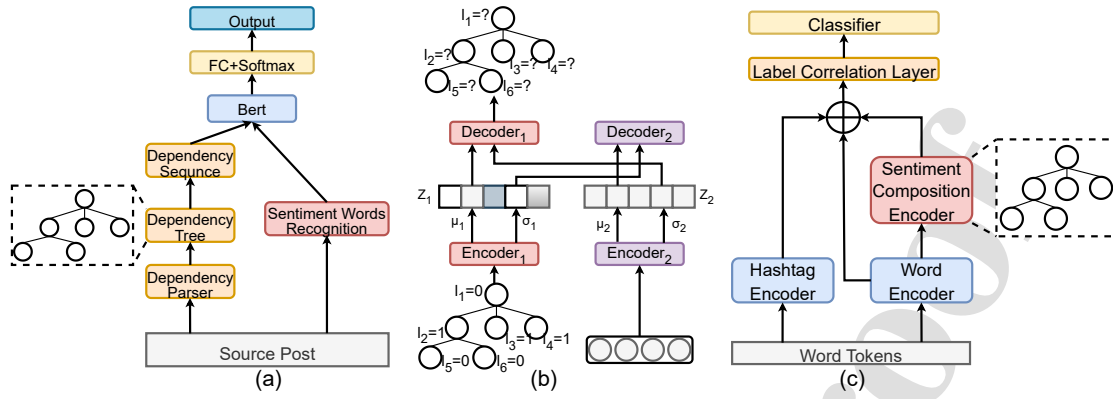 Output
FC+Softmax
Bert
Dependency
Sequnce
Dependency
Tree
Dependency
Parser
Sentiment Words
Recognition
Source Post
(a)
l₁=?
l₂=?
l₃=?
l₄=?
l₅=?
l₆=?
Decoder₁
Decoder₂
Z₁
Z₂
μ₁
σ₁
μ₂
σ₂
Encoder₁
Encoder₂
l₁=0
l₂=1
l₃=1
l₄=1
l₅=0
l₆=0
(b)
Classifier
Label Correlation Layer
Sentiment
Composition
Encoder
Hashtag
Encoder
Word
Encoder
Word Tokens
(c)
roof